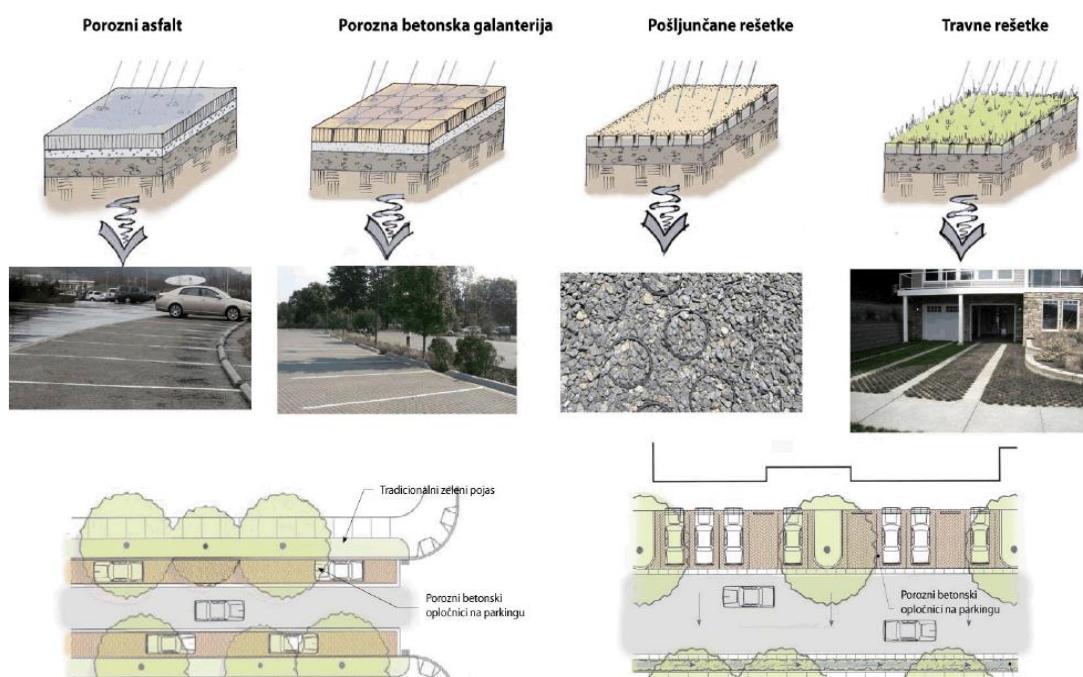 Porozni asfalt
Porozna betonska galanterija
Pošljunčane rešetke
Travne rešetke
Tradicionalni zeleni pojas
Porozni betonski
opločnici na parkingu
Porozni betonski
opločnici na parkingu